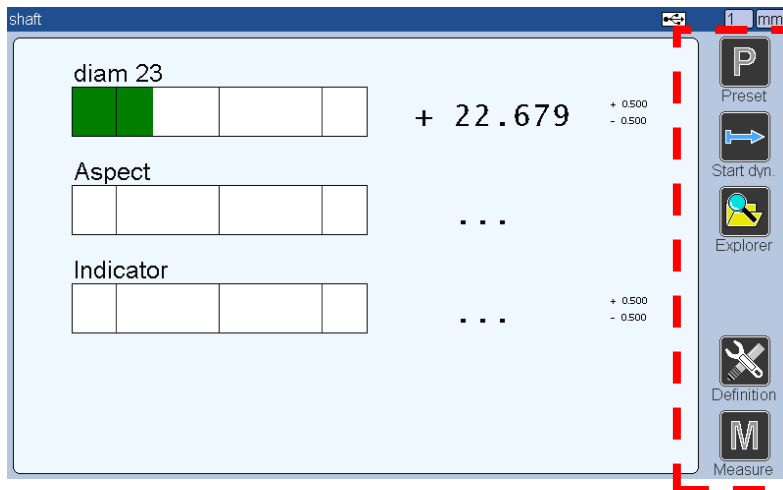 shaft
1 mm
diam 23
+ 22.679
+ 0.500
- 0.500
Aspect
...
Indicator
...
+ 0.500
- 0.500
P
Preset
Start dyn.
Explorer
Definition
M
Measure